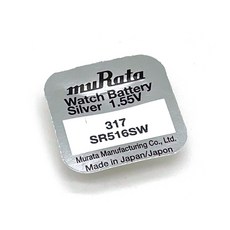 muRata
Watch Battery
Silver 1.55V
317
SR516SW
Murata Manufacturing Co., Ltd.
Made in Japan/Japon